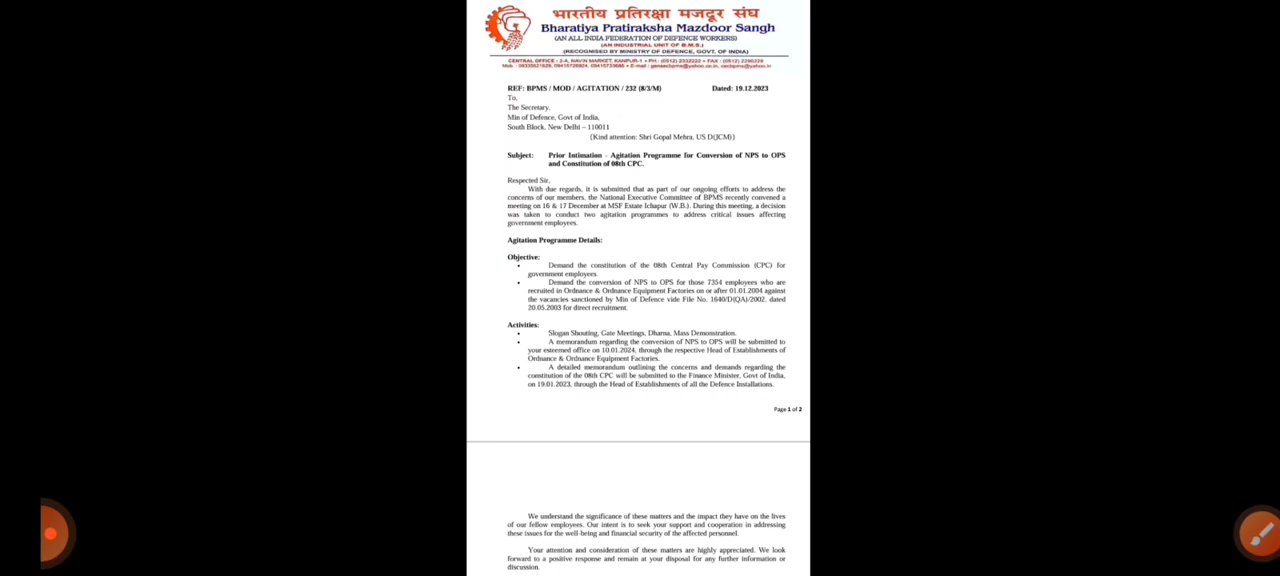 भारतीय प्रतिरक्षा मजदूर संघ
Bharatiya Pratiraksha Mazdoor Sangh
(AN ALL INDIA FEDERATION OF DEFENCE WORKERS)
(AN INDUSTRIAL UNIT OF B.M.S.)
(RECOGNISED BY MINISTRY OF DEFENCE, GOVT. OF INDIA)
CENTRAL OFFICE : 2-A, NAVIN MARKET, KANPUR-1 • PH : (0512) 2332222 • FAX : (0512) 2296229
REF: BPMS / MOD / AGITATION / 232 (8/3/M) Dated: 19.12.2023
To,
The Secretary,
Min of Defence, Govt of India,
South Block, New Delhi – 110011
{Kind attention: Shri Gopal Mehra, US D(JCM)}
Subject: Prior Intimation - Agitation Programme for Conversion of NPS to OPS
and Constitution of 08th CPC.
Respected Sir,
With due regards, it is submitted that as part of our ongoing efforts to address the
concerns of our members, the National Executive Committee of BPMS recently convened a
meeting on 16 & 17 December at MSF Estate Ichapur (W.B.). During this meeting, a decision
was taken to conduct two agitation programmes to address critical issues affecting
government employees.
Agitation Programme Details:
Objective:
• Demand the constitution of the 08th Central Pay Commission (CPC) for
government employees.
• Demand the conversion of NPS to OPS for those 7354 employees who are
recruited in Ordnance & Ordnance Equipment Factories on or after 01.01.2004 against
the vacancies sanctioned by Min of Defence vide File No. 1640/D(QA)/2002, dated
20.05.2003 for direct recruitment.
Activities:
• Slogan Shouting, Gate Meetings, Dharna, Mass Demonstration.
• A memorandum regarding the conversion of NPS to OPS will be submitted to
your esteemed office on 10.01.2024, through the respective Head of Establishments of
Ordnance & Ordnance Equipment Factories.
• A detailed memorandum outlining the concerns and demands regarding the
constitution of the 08th CPC will be submitted to the Finance Minister, Govt of India,
on 19.01.2023, through the Head of Establishments of all the Defence Installations.
Page 1 of 2
We understand the significance of these matters and the impact they have on the lives
of our fellow employees. Our intent is to seek your support and cooperation in addressing
these issues for the well-being and financial security of the affected personnel.
Your attention and consideration of these matters are highly appreciated. We look
forward to a positive response and remain at your disposal for any further information or
discussion.